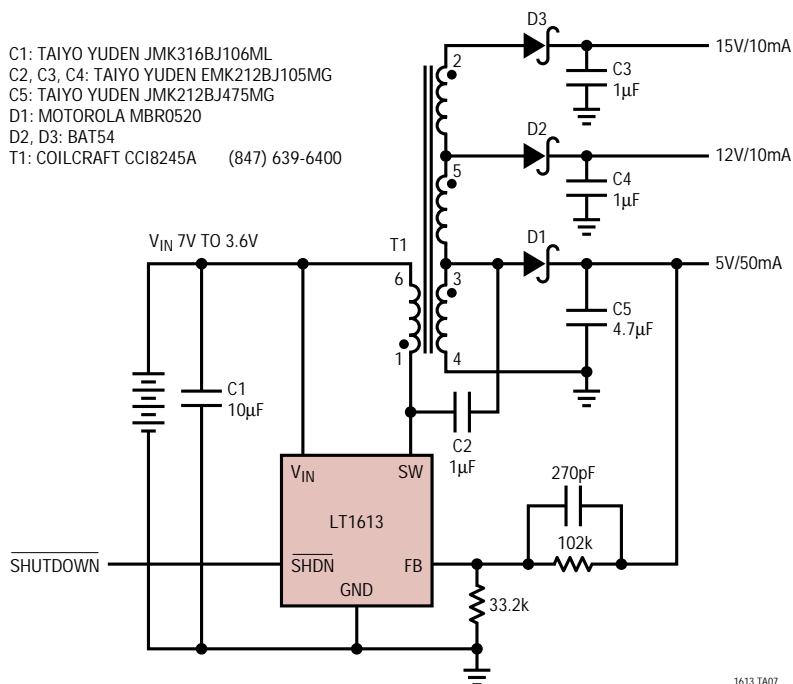 C1: TAIYO YUDEN JMK316BJ106ML
C2, C3, C4: TAIYO YUDEN EMK212BJ105MG
C5: TAIYO YUDEN JMK212BJ475MG
D1: MOTOROLA MBR0520
D2, D3: BAT54
T1: COILCRAFT CCI8245A (847) 639-6400
D3
2
15V/10mA
C3
1µF
D2
5
12V/10mA
C4
1µF
VIN 7V TO 3.6V
T1
D1
6
3
5V/50mA
C5
4.7µF
1
4
C1
10µF
C2
1µF
VIN
SW
LT1613
270pF
102k
SHUTDOWN
SHDN
FB
GND
33.2k
1613 TA07